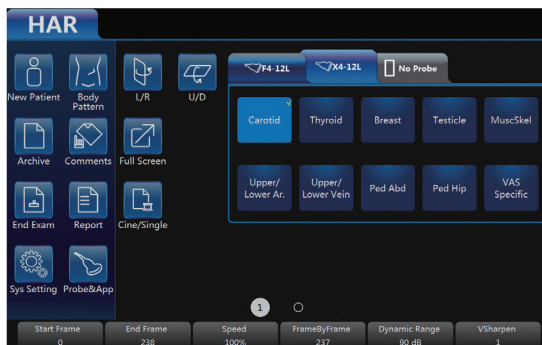 HAR
F4-12L
X4-12L
No Probe
New Patient
Body
Pattern
L/R
U/D
Carotid
Thyroid
Breast
Testicle
MuscSkel
Archive
Comments
Full Screen
Upper/
Lower Ar.
Upper/
Lower Vein
Ped Abd
Ped Hip
VAS
Specific
End Exam
Report
Cine/Single
Sys Setting
Probe&App
1
Start Frame
0
End Frame
238
Speed
100%
FrameByFrame
237
Dynamic Range
90 dB
VSharpen
1